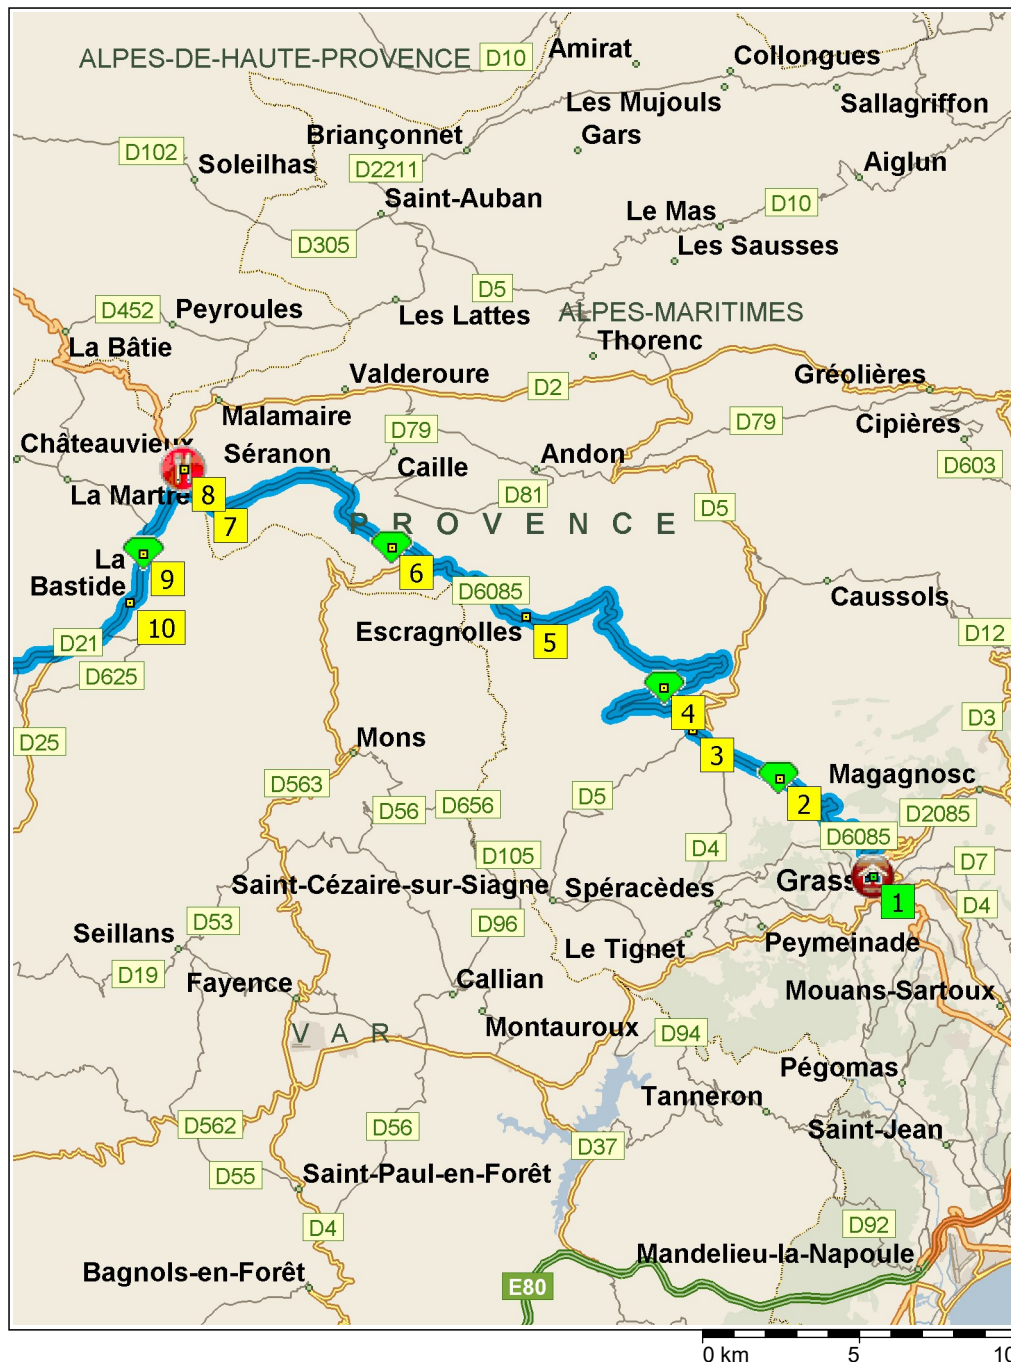 ALPES-DE-HAUTE-PROVENCE
D10
Amirat
Collongues
Les Mujouls
Sallagriffon
Briançonnet
Gars
D102
Soleilhas
D2211
Aiglun
Saint-Auban
D10
Le Mas
D305
Les Sausses
D5
D452
Peyroules
Les Lattes
ALPES-MARITIMES
La Bâtie
Thorenc
Valderoure
D2
Gréolières
Malamaire
D79
D79
Cipières
Châteauvieux
Séranon
Caille
Andon
D603
La Martre
8
D81
D5
7
PROVENCE
La
Bastide
9
6
D6085
Caussols
10
Escragnolles
5
D12
D21
D625
4
D3
D25
Mons
3
Magagnosc
D563
D5
2
D56
D656
D2085
D6085
D105
D4
D7
Saint-Cézaire-sur-Siagne
Spéracèdes
Grass
1
D4
D53
D96
Seillans
Le Tignet
Peymeinade
D19
Fayence
Callian
Mouans-Sartoux
VAR
Montauroux
D94
Pégomas
Tanneron
D562
D56
Saint-Jean
D37
D55
Saint-Paul-en-Forêt
D4
D92
Mandelieu-la-Napoule
Bagnols-en-Forêt
E80
0 km
5
10